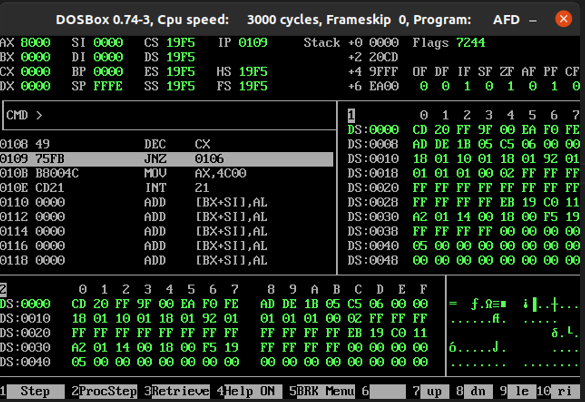 DOSBox 0.74-3, Cpu speed: 3000 cycles, Frameskip 0, Program: AFD
AX 8000 SI 0000 CS 19F5 IP 0109 Stack +0 0000 Flags 7244
BX 0000 DI 0000 DS 19F5 +2 20CD
CX 0000 BP 0000 ES 19F5 HS 19F5 +4 9FFF OF DF IF SF ZF AF PF CF
DX 0000 SP FFFE SS 19F5 FS 19F5 +6 EA00 0 0 1 0 1 0 1 0
CMD >
1 0 1 2 3 4 5 6 7
DS:0000 CD 20 FF 9F 00 EA F0 FE
0108 49 DEC CX DS:0008 AD DE 1B 05 C5 06 00 00
0109 75FB JNZ 0106 DS:0010 18 01 10 01 18 01 92 01
010B B8004C MOV AX,4C00 DS:0018 01 01 01 00 02 FF FF FF
010E CD21 INT 21 DS:0020 FF FF FF FF FF FF FF FF
0110 0000 ADD [BX+SI],AL DS:0028 FF FF FF FF EB 19 C0 11
0112 0000 ADD [BX+SI],AL DS:0030 A2 01 14 00 18 00 F5 19
0114 0000 ADD [BX+SI],AL DS:0038 FF FF FF FF 00 00 00 00
0116 0000 ADD [BX+SI],AL DS:0040 05 00 00 00 00 00 00 00
0118 0000 ADD [BX+SI],AL DS:0048 00 00 00 00 00 00 00 00
2 0 1 2 3 4 5 6 7 8 9 A B C D E F
DS:0000 CD 20 FF 9F 00 EA F0 FE AD DE 1B 05 C5 06 00 00
DS:0010 18 01 10 01 18 01 92 01 01 01 01 00 02 FF FF FF
DS:0020 FF FF FF FF FF FF FF FF FF FF FF FF EB 19 C0 11
DS:0030 A2 01 14 00 18 00 F5 19 FF FF FF FF 00 00 00 00
DS:0040 05 00 00 00 00 00 00 00 00 00 00 00 00 00 00 00
1 Step 2 ProcStep 3 Retrieve 4 Help ON 5 BRK Menu 6 7 up 8 dn 9 le 10 ri